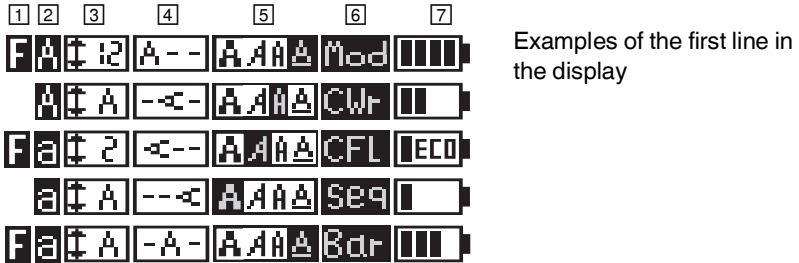 1 2 3 4 5 6 7
F A 12 A-- A A A A Mod
Examples of the first line in
the display
A A -A- A A A A CWr
F a 2 A-- A A A A CFL ECO
a A --A A A A A Seq
F a A -A- A A A A Bar